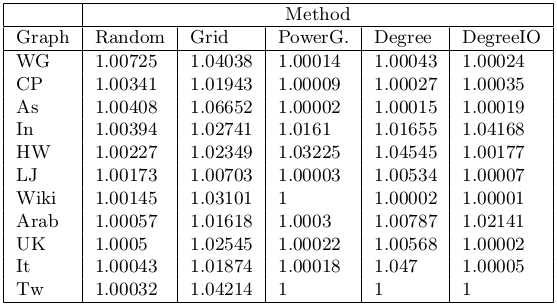 Method
Graph Random Grid PowerG. Degree DegreeIO
WG 1.00725 1.04038 1.00014 1.00043 1.00024
CP 1.00341 1.01943 1.00009 1.00027 1.00035
As 1.00408 1.06652 1.00002 1.00015 1.00019
In 1.00394 1.02741 1.0161 1.01655 1.04168
HW 1.00227 1.02349 1.03225 1.04545 1.00177
LJ 1.00173 1.00703 1.00003 1.00534 1.00007
Wiki 1.00145 1.03101 1 1.00002 1.00001
Arab 1.00057 1.01618 1.0003 1.00787 1.02141
UK 1.0005 1.02545 1.00022 1.00568 1.00002
It 1.00043 1.01874 1.00018 1.047 1.00005
Tw 1.00032 1.04214 1 1 1